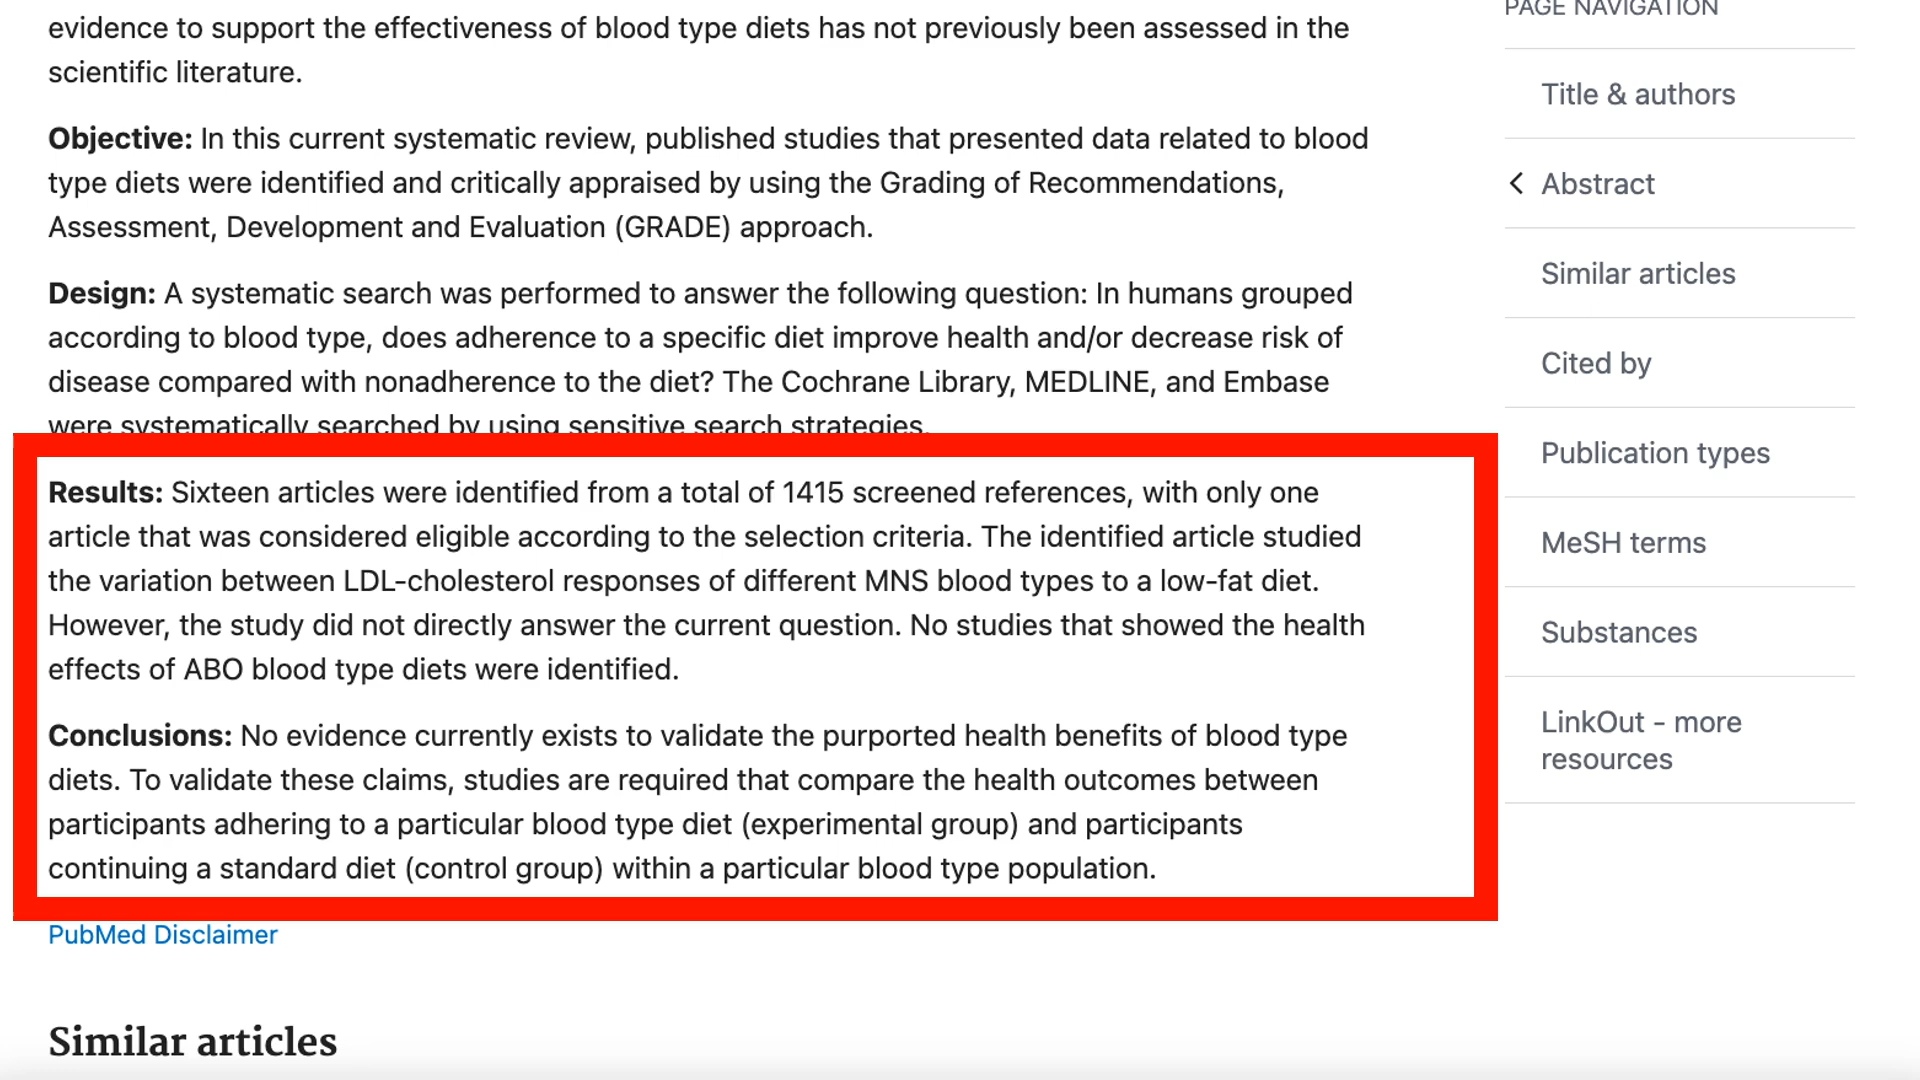 evidence to support the effectiveness of blood type diets has not previously been assessed in the
scientific literature.
Objective: In this current systematic review, published studies that presented data related to blood
type diets were identified and critically appraised by using the Grading of Recommendations,
Assessment, Development and Evaluation (GRADE) approach.
Design: A systematic search was performed to answer the following question: In humans grouped
according to blood type, does adherence to a specific diet improve health and/or decrease risk of
disease compared with nonadherence to the diet? The Cochrane Library, MEDLINE, and Embase
were systematically searched by using sensitive search strategies.
Results: Sixteen articles were identified from a total of 1415 screened references, with only one
article that was considered eligible according to the selection criteria. The identified article studied
the variation between LDL-cholesterol responses of different MNS blood types to a low-fat diet.
However, the study did not directly answer the current question. No studies that showed the health
effects of ABO blood type diets were identified.
Conclusions: No evidence currently exists to validate the purported health benefits of blood type
diets. To validate these claims, studies are required that compare the health outcomes between
participants adhering to a particular blood type diet (experimental group) and participants
continuing a standard diet (control group) within a particular blood type population.
PubMed Disclaimer
Similar articles
PAGE NAVIGATION
Title & authors
Abstract
Similar articles
Cited by
Publication types
MeSH terms
Substances
LinkOut - more
resources